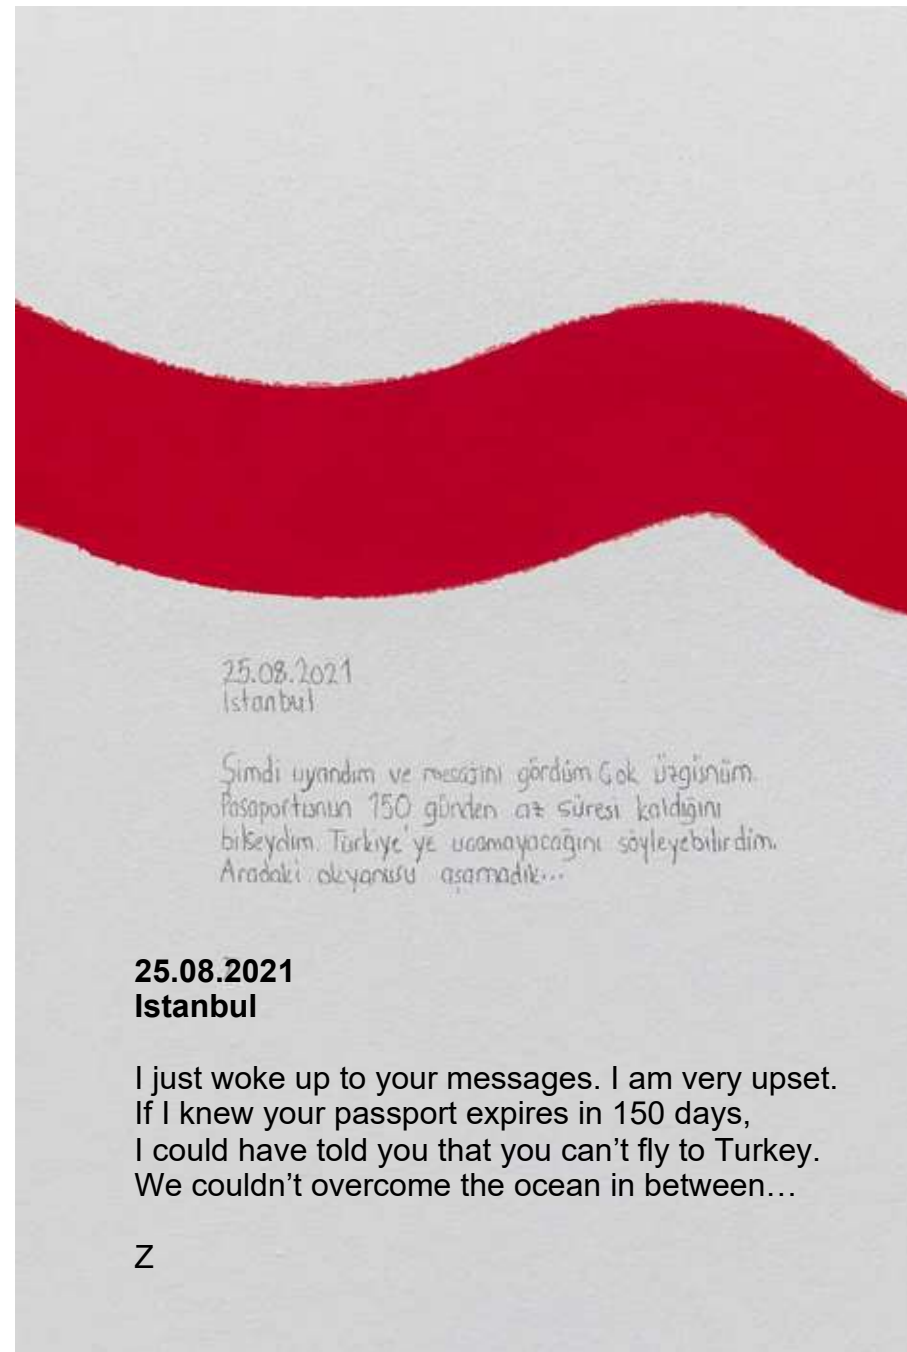 25.08.2021
Istanbul
Şimdi uyandım ve mesajını gördüm Çok üzgünüm.
Pasaportunun 150 günden az süresi kaldığını
bilseydim. Türkiye'ye uçamayacağını söyleyebilirdim.
Aradaki okyanusu aşamadık...
25.08.2021
Istanbul
I just woke up to your messages. I am very upset.
If I knew your passport expires in 150 days,
I could have told you that you can’t fly to Turkey.
We couldn’t overcome the ocean in between…
Z